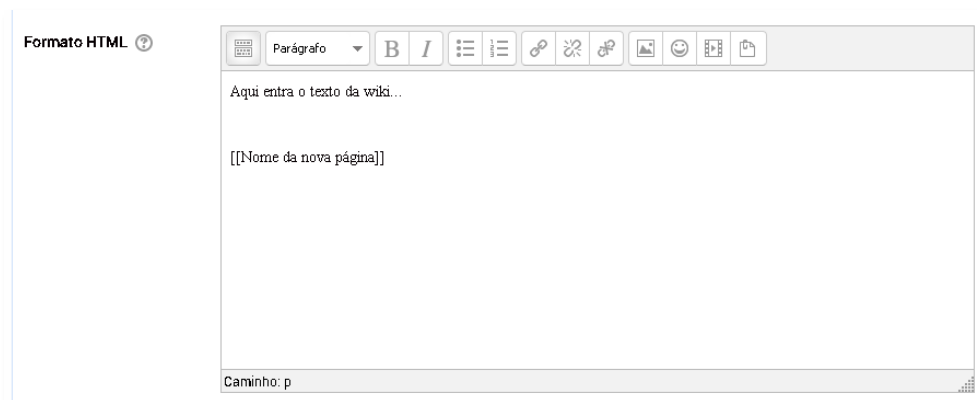 Formato HTML
Parágrafo
B I
Aqui entra o texto da wiki...
[[Nome da nova página]]
Caminho: p